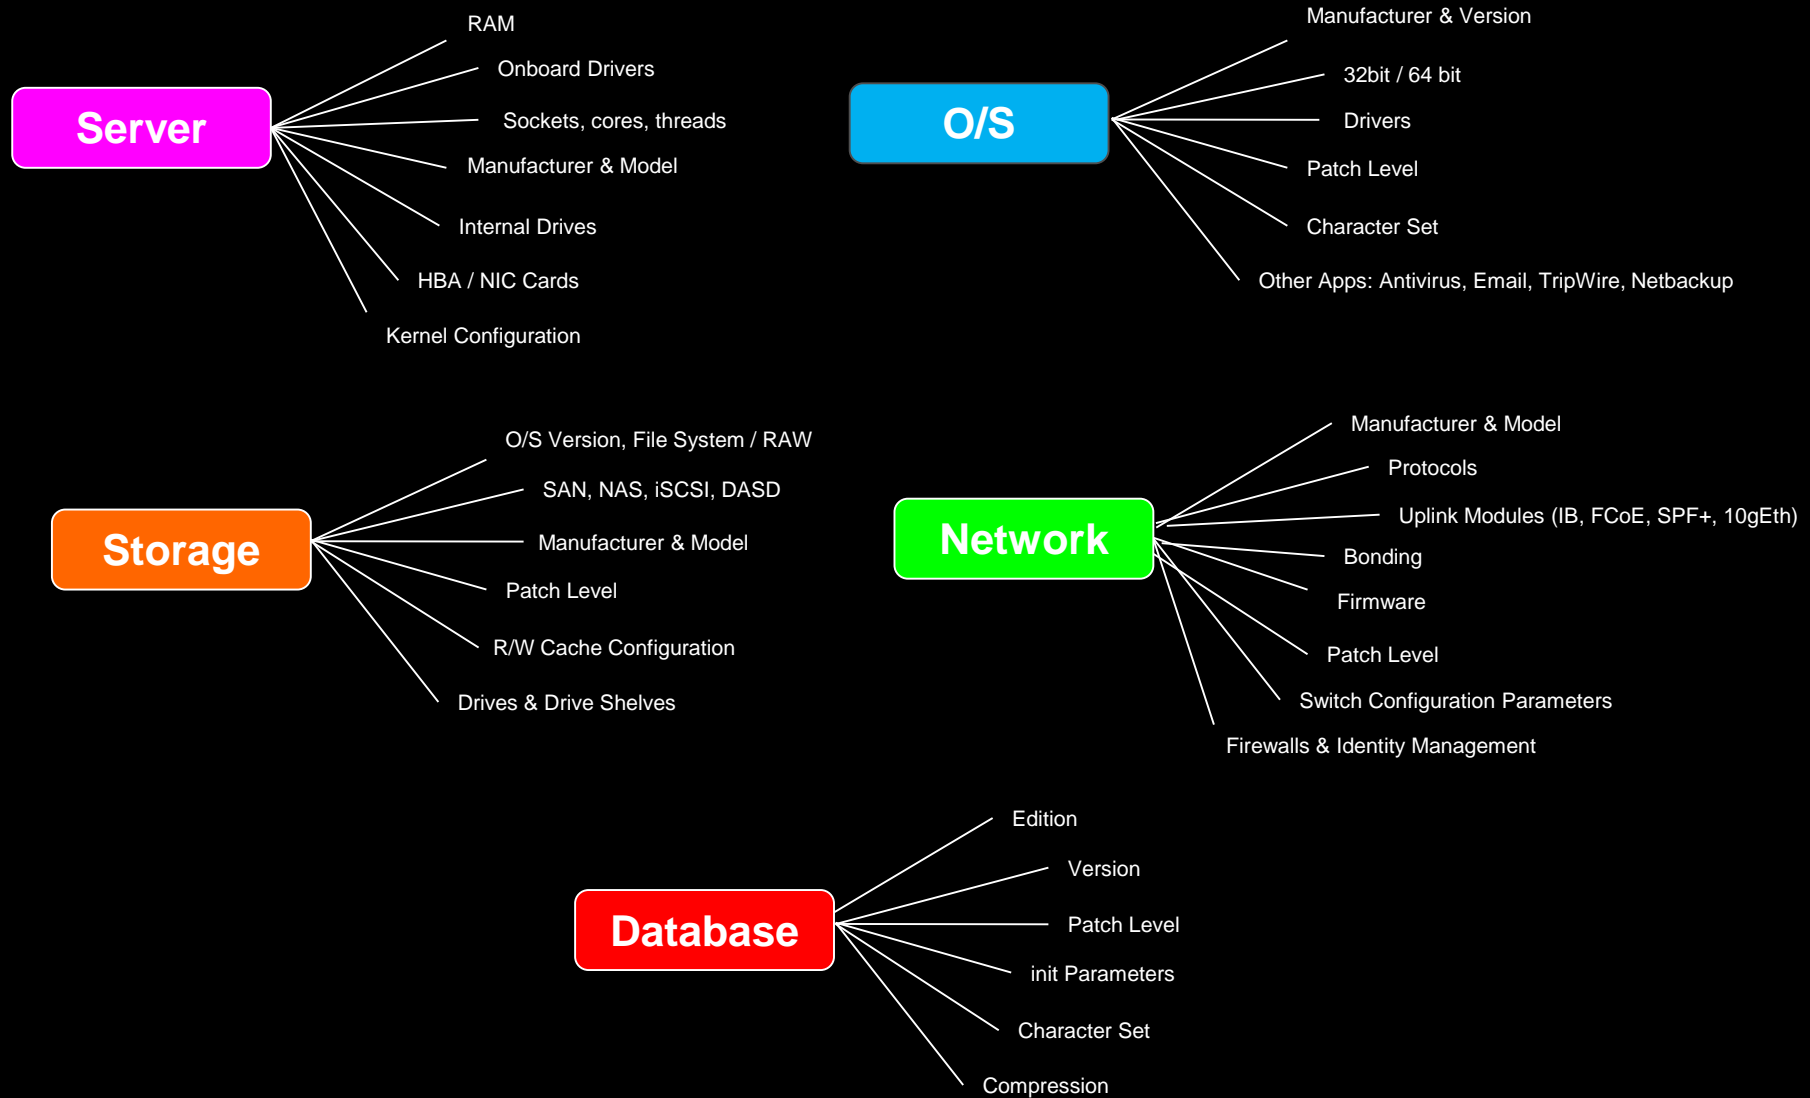 Server
RAM
Onboard Drivers
Sockets, cores, threads
Manufacturer & Model
Internal Drives
HBA / NIC Cards
Kernel Configuration
O/S
Manufacturer & Version
32bit / 64 bit
Drivers
Patch Level
Character Set
Other Apps: Antivirus, Email, TripWire, Netbackup
Storage
O/S Version, File System / RAW
SAN, NAS, iSCSI, DASD
Manufacturer & Model
Patch Level
R/W Cache Configuration
Drives & Drive Shelves
Network
Manufacturer & Model
Protocols
Uplink Modules (IB, FCoE, SPF+, 10gEth)
Bonding
Firmware
Patch Level
Switch Configuration Parameters
Firewalls & Identity Management
Database
Edition
Version
Patch Level
init Parameters
Character Set
Compression